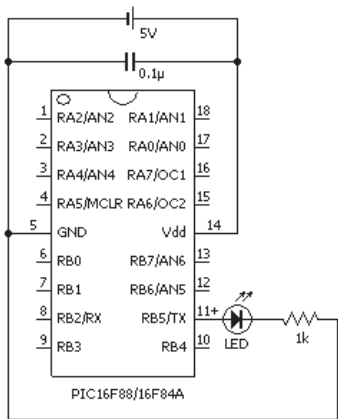 5V
0.1µ
1 RA2/AN2 RA1/AN1 18
2 RA3/AN3 RA0/AN0 17
3 RA4/AN4 RA7/OC1 16
4 RA5/MCLR RA6/OC2 15
5 GND Vdd 14
6 RB0 RB7/AN6 13
7 RB1 RB6/AN5 12
8 RB2/RX RB5/TX 11+
9 RB3 RB4 10
LED 1k
PIC16F88/16F84A